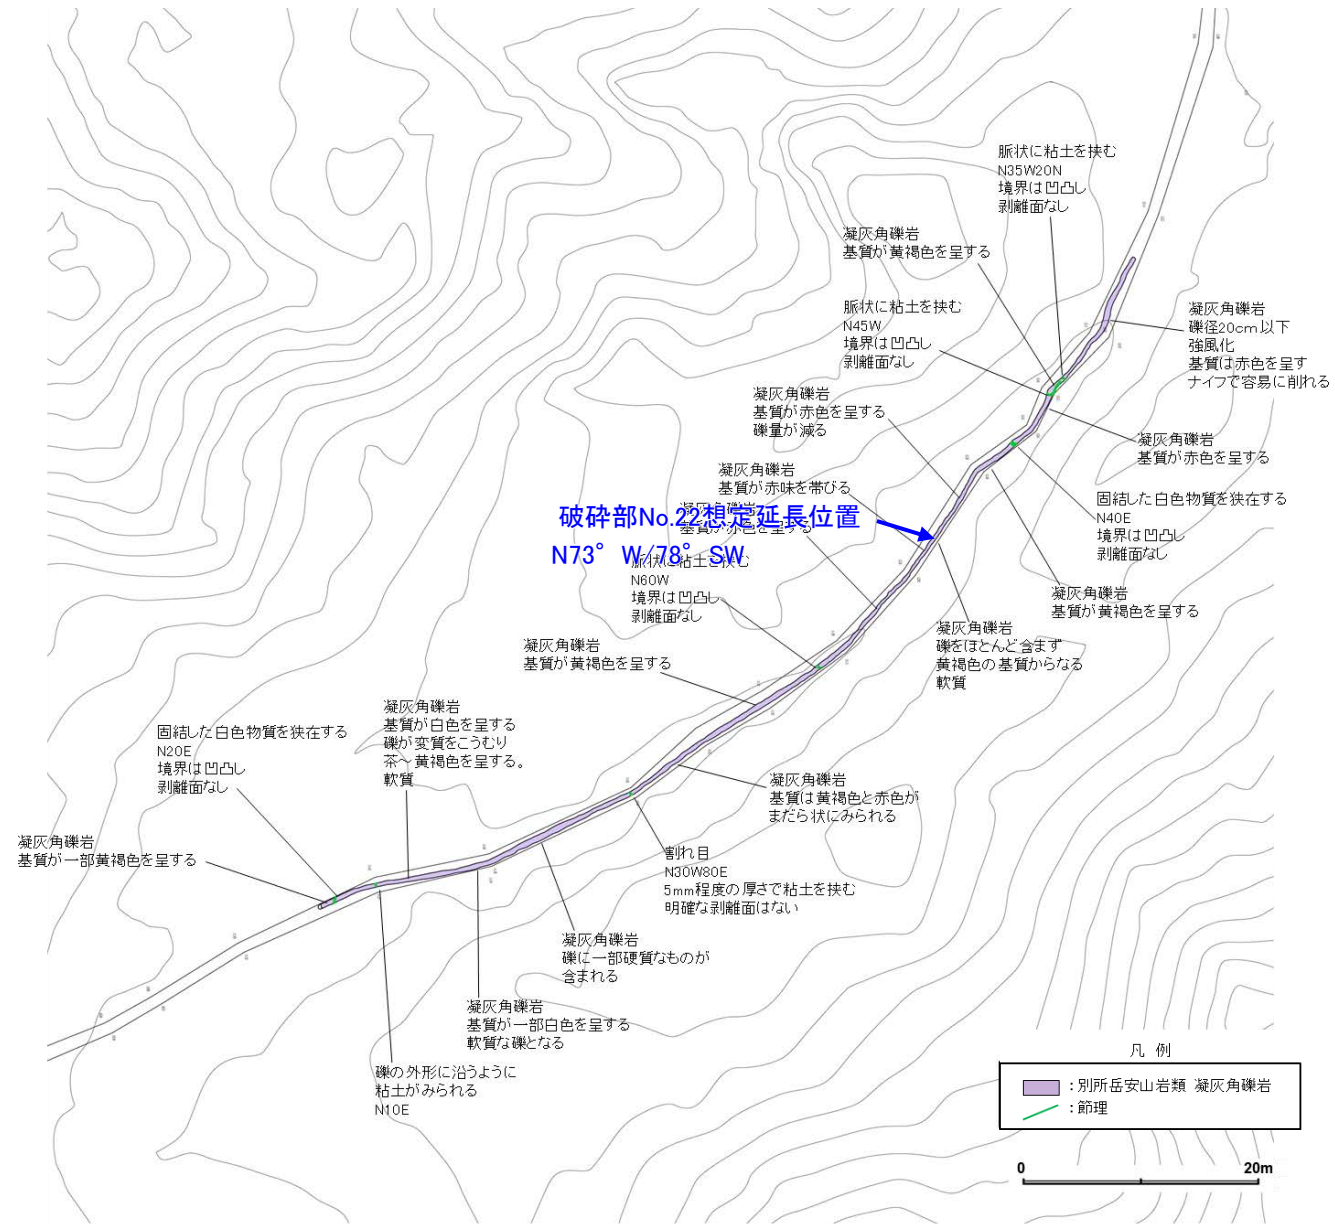 脈状に粘土を挟む
N35W20N
境界は凹凸し
剥離面なし
凝灰角礫岩
基質が黄褐色を呈する
脈状に粘土を挟む
N45W
境界は凹凸し
剥離面なし
凝灰角礫岩
礫径20cm以下
強風化
基質は赤色を呈す
ナイフで容易に削れる
凝灰角礫岩
基質が赤色を呈する
礫量が減る
凝灰角礫岩
基質が赤色を呈する
凝灰角礫岩
基質が赤味を帯びる
固結した白色物質を狭在する
N40E
境界は凹凸し
剥離面なし
凝灰角礫岩
基質が赤色を呈する
破砕部No.22想定延長位置
N73°W/78°SW
脈状に粘土を挟む
N60W
境界は凹凸し
剥離面なし
凝灰角礫岩
基質が黄褐色を呈する
凝灰角礫岩
礫をほとんど含まず
黄褐色の基質からなる
軟質
凝灰角礫岩
基質が黄褐色を呈する
凝灰角礫岩
基質が白色を呈する
礫が変質をこうむり
茶～黄褐色を呈する。
軟質
固結した白色物質を狭在する
N20E
境界は凹凸し
剥離面なし
凝灰角礫岩
基質は黄褐色と赤色が
まだら状にみられる
凝灰角礫岩
基質が一部黄褐色を呈する
割れ目
N30W80E
5mm程度の厚さで粘土を挟む
明確な剥離面はない
凝灰角礫岩
礫に一部硬質なものが
含まれる
凝灰角礫岩
基質が一部白色を呈する
軟質な礫となる
礫の外形に沿うように
粘土がみられる
N10E
凡 例
：別所岳安山岩類 凝灰角礫岩
：節理
0 20m